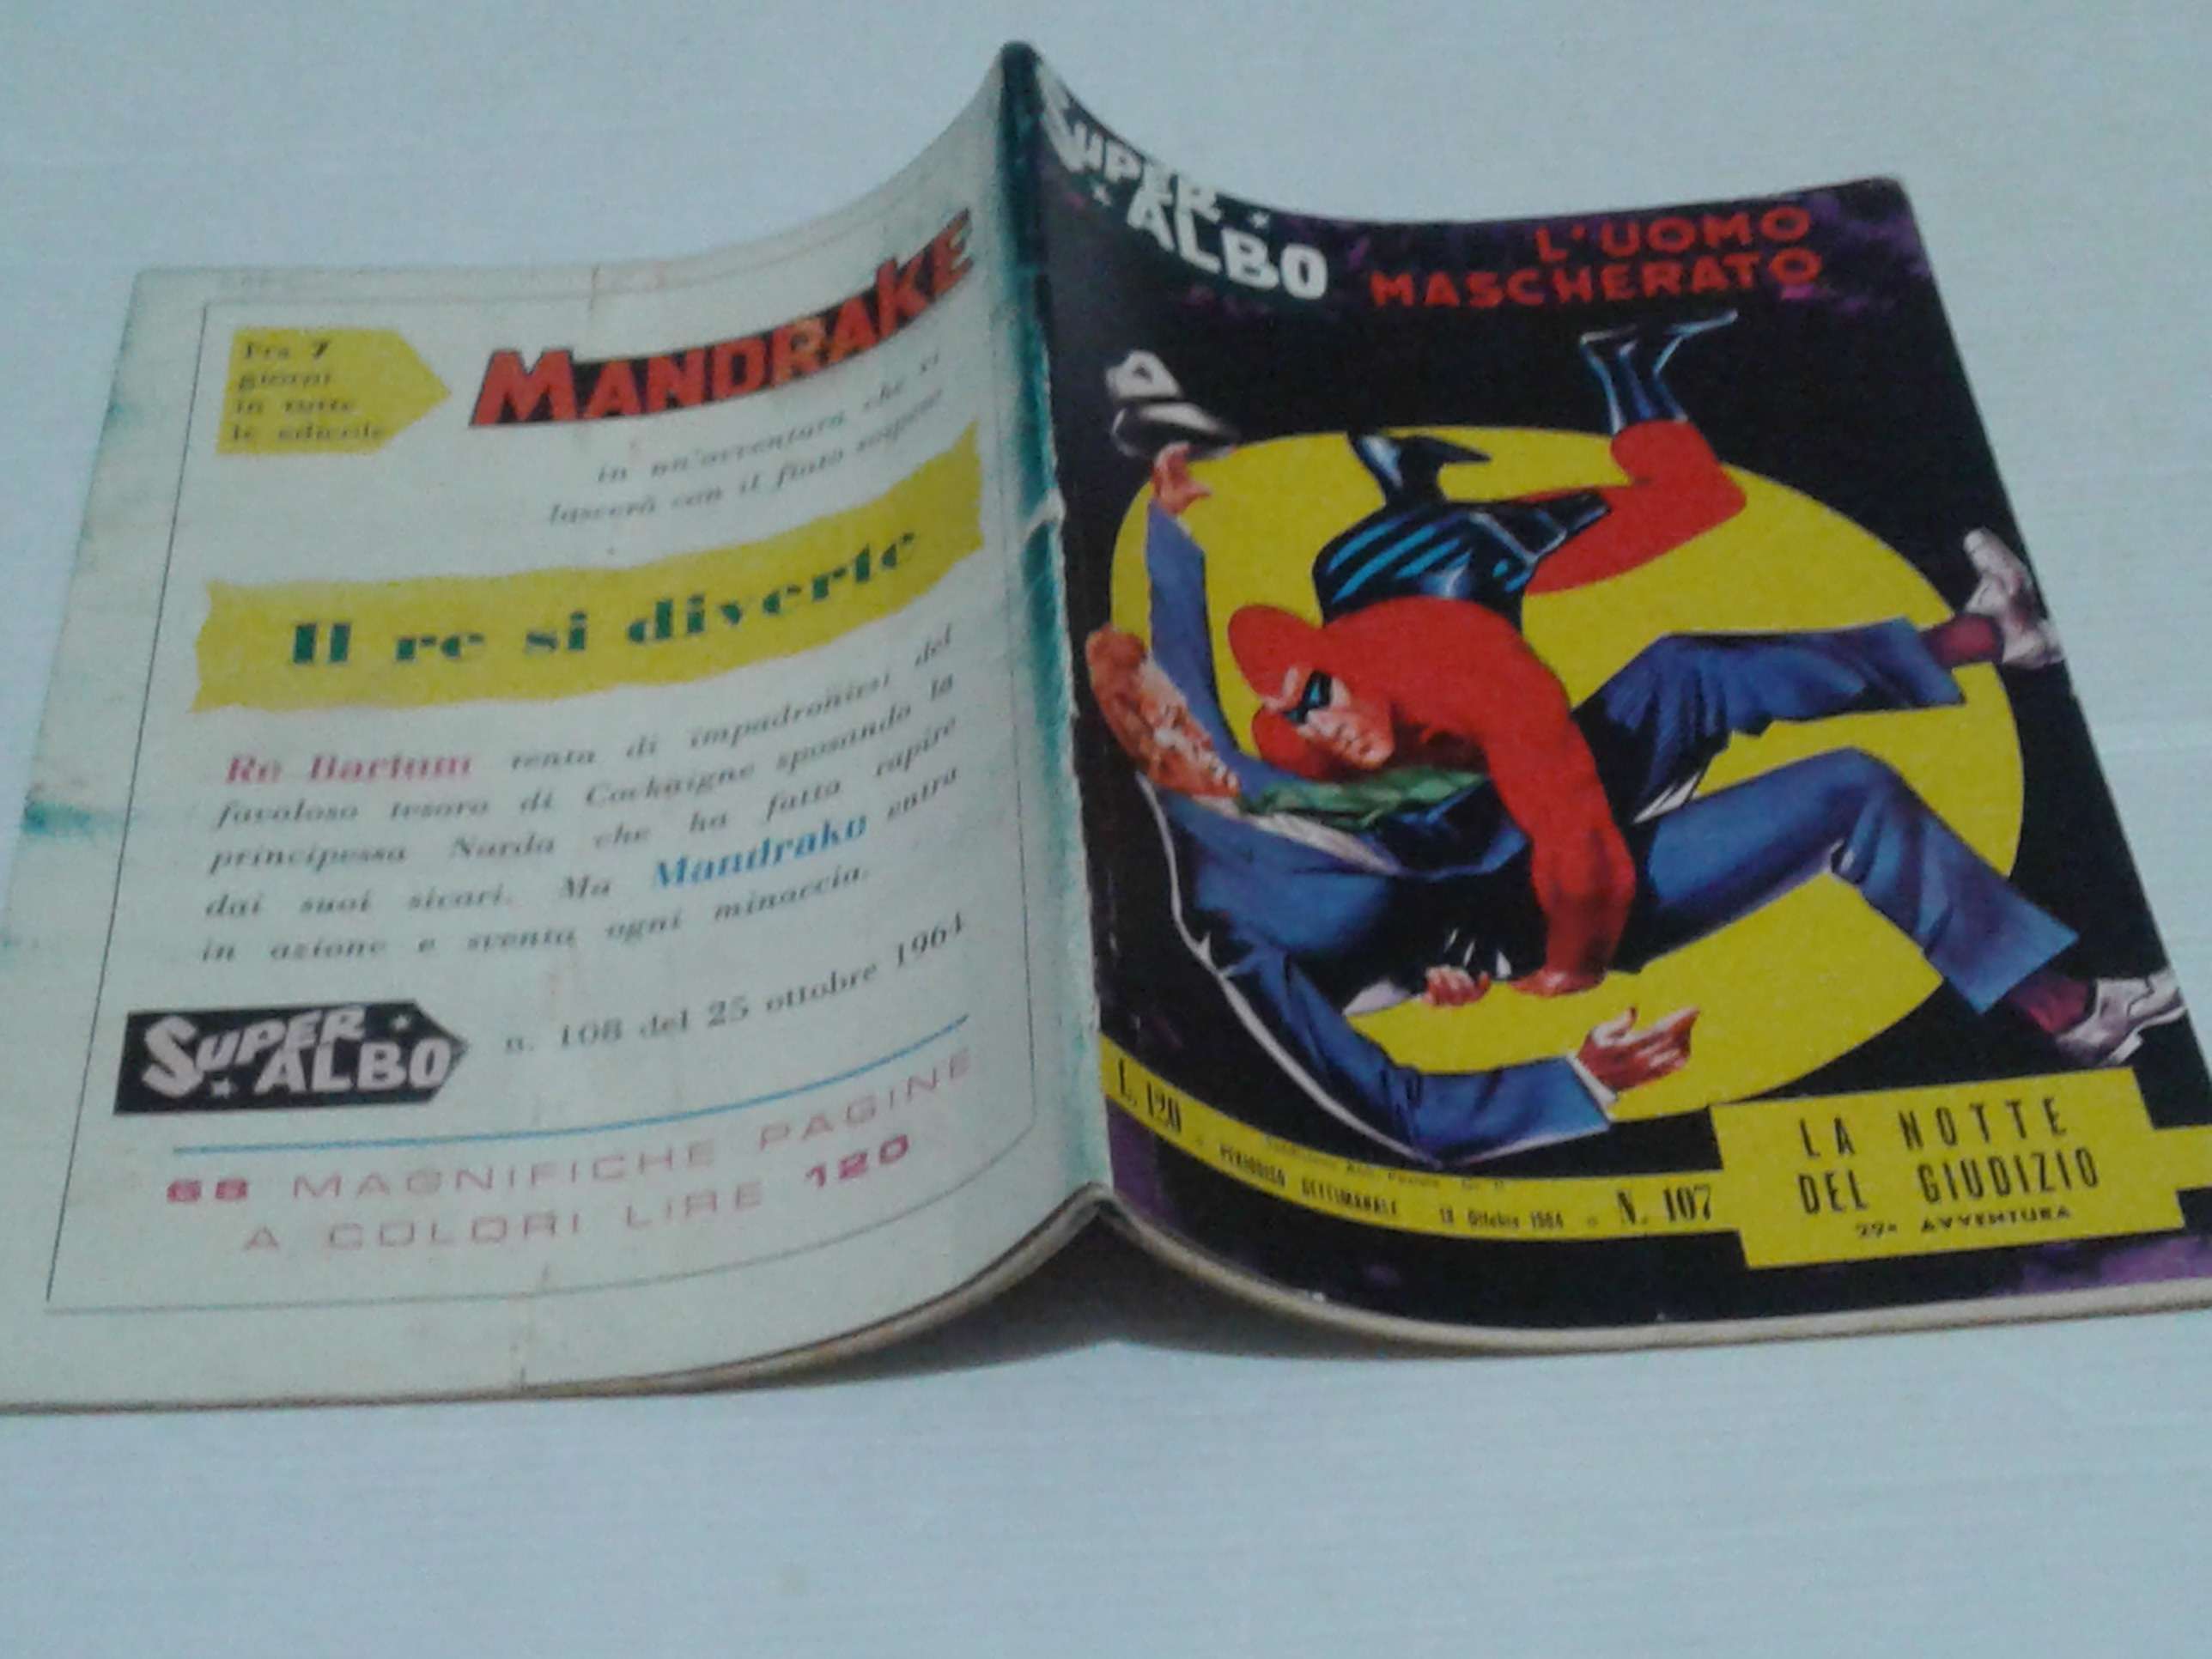 Fra 7
giorni
in tutte
le edicole
MANDRAKE
in un'avventura che vi
lascerà con il fiato sospeso
Il re si diverte
Re Barium tenta di impadronirsi del
favoloso tesoro di Cockaigne sposando la
principessa Narda che ha fatto rapire
dai suoi sicari. Ma Mandrake entra
in azione e sventa ogni minaccia.
SUPER
ALBO
n. 108 del 25 ottobre 1964
68 MAGNIFICHE PAGINE
A COLORI LIRE 120
SUPER
ALBO
L'UOMO
MASCHERATO
L. 120 - PERIODICO SETTIMANALE 18 Ottobre 1964 - N. 107
LA NOTTE
DEL GIUDIZIO
29a AVVENTURA